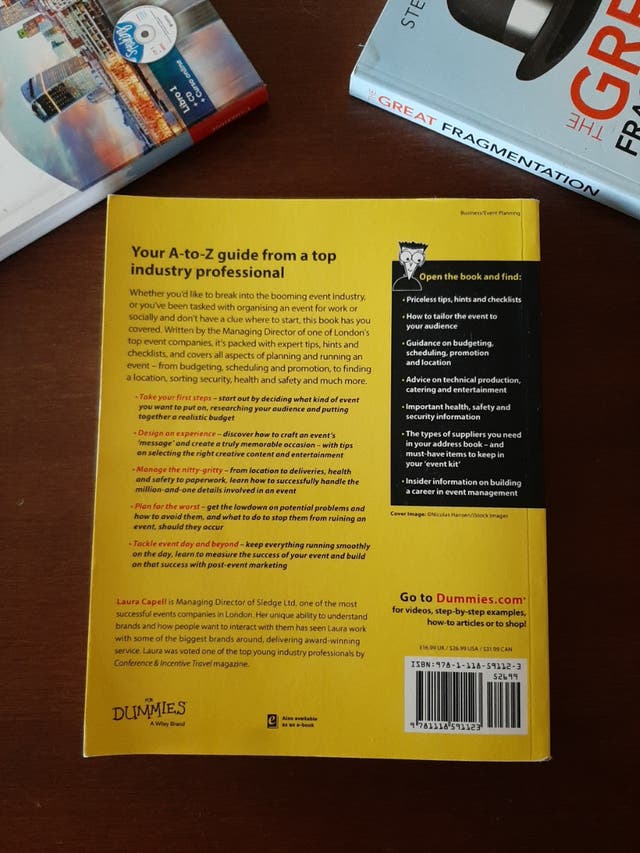 Speakout
Libro 1
+ CD
+ Curso online
STE
THE
GRE
FRA
THE GREAT FRAGMENTATION
Business/Event Planning
Your A-to-Z guide from a top
industry professional
Whether you'd like to break into the booming event industry,
or you've been tasked with organising an event for work or
socially and don't have a clue where to start, this book has you
covered. Written by the Managing Director of one of London's
top event companies, it's packed with expert tips, hints and
checklists, and covers all aspects of planning and running an
event – from budgeting, scheduling and promotion, to finding
a location, sorting security, health and safety and much more.
• Take your first steps – start out by deciding what kind of event
you want to put on, researching your audience and putting
together a realistic budget
• Design an experience – discover how to craft an event's
'message' and create a truly memorable occasion – with tips
on selecting the right creative content and entertainment
• Manage the nitty-gritty – from location to deliveries, health
and safety to paperwork, learn how to successfully handle the
million-and-one details involved in an event
• Plan for the worst – get the lowdown on potential problems and
how to avoid them, and what to do to stop them from ruining an
event, should they occur
• Tackle event day and beyond – keep everything running smoothly
on the day, learn to measure the success of your event and build
on that success with post-event marketing
Laura Capell is Managing Director of Sledge Ltd. one of the most
successful events companies in London. Her unique ability to understand
brands and how people want to interact with them has seen Laura work
with some of the biggest brands around, delivering award-winning
service. Laura was voted one of the top young industry professionals by
Conference & Incentive Travel magazine.
FOR
DUMMIES
A Wiley Brand
e
Also available
as an e-book
Open the book and find:
• Priceless tips, hints and checklists
• How to tailor the event to
your audience
• Guidance on budgeting,
scheduling, promotion
and location
• Advice on technical production,
catering and entertainment
• Important health, safety and
security information
• The types of suppliers you need
in your address book – and
must-have items to keep in
your 'event kit'
• Insider information on building
a career in event management
Cover Image: ©Nicolas Hansen/iStock Images
Go to Dummies.com®
for videos, step-by-step examples,
how-to articles or to shop!
£16.99 UK / $26.99 USA / $31.99 CAN
ISBN:978-1-118-59112-3
52699
9 781118 591123